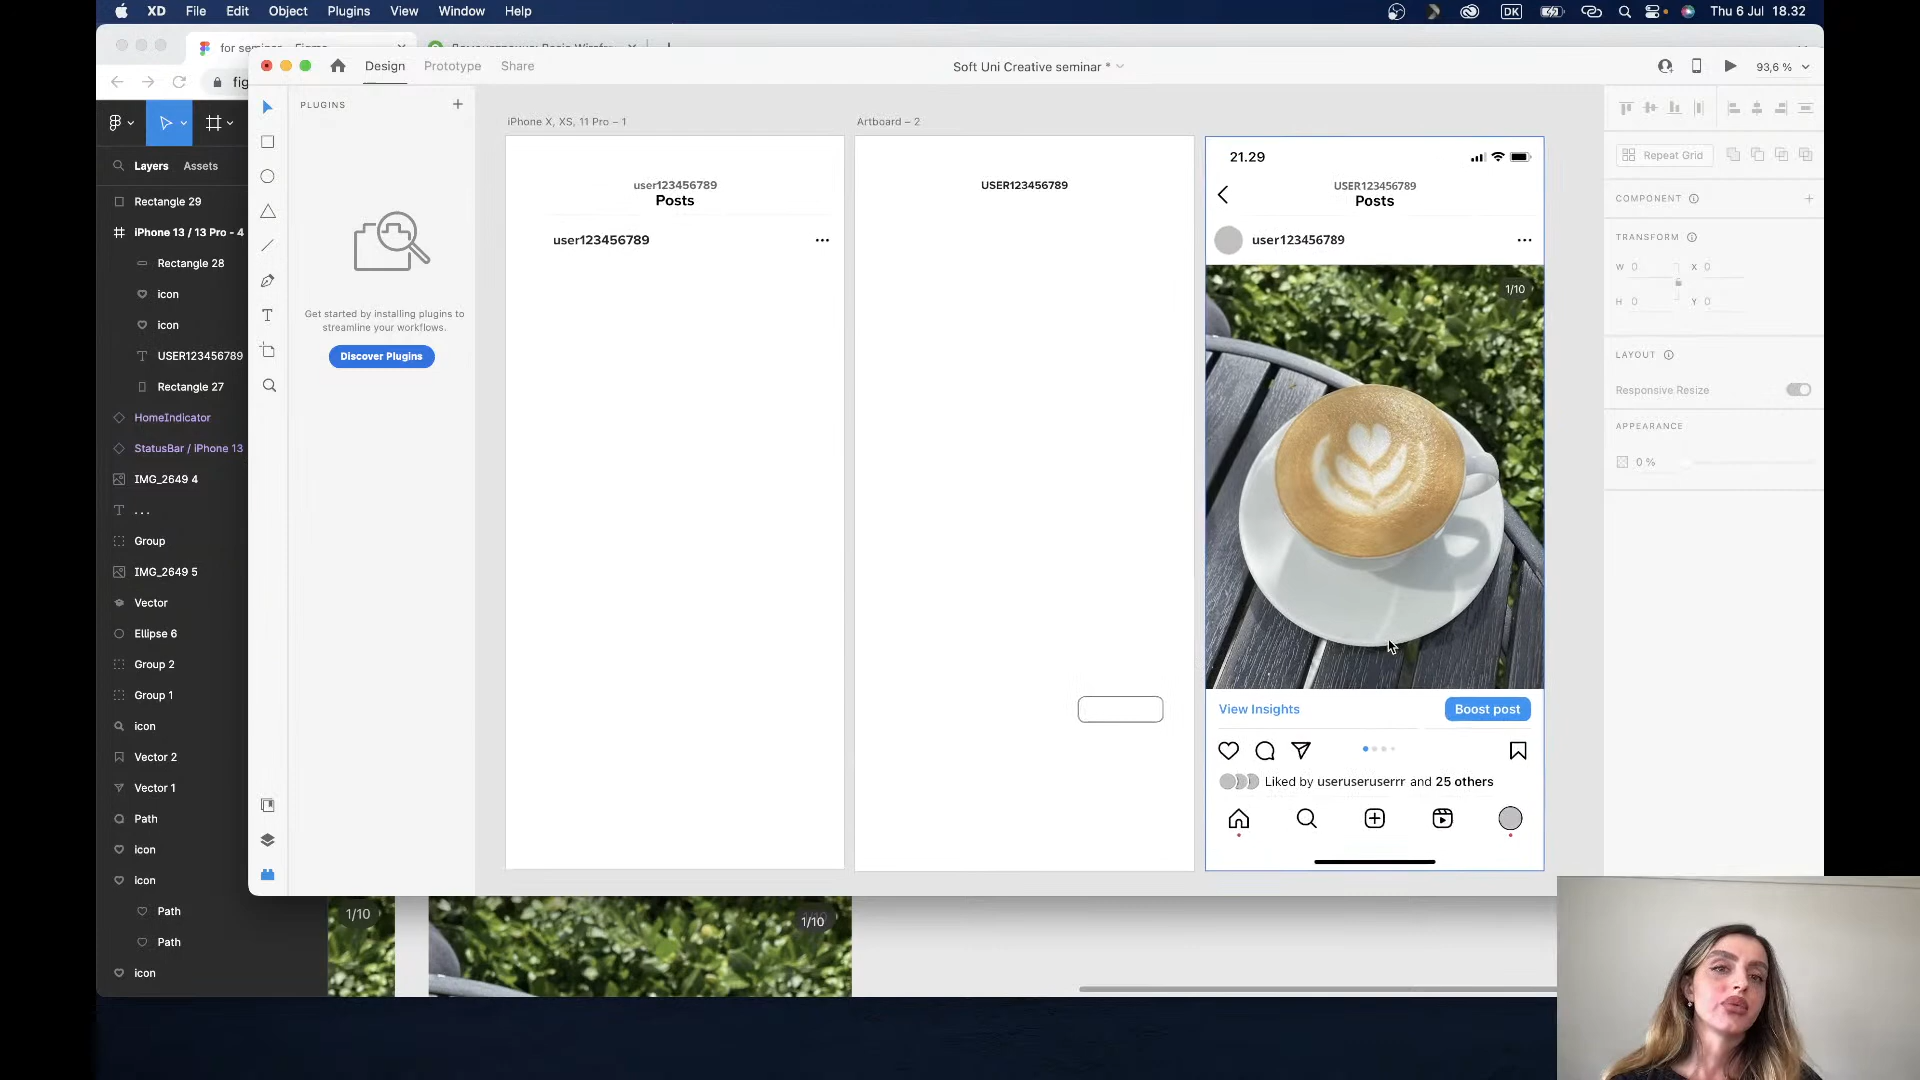 XD File Edit Object Plugins View Window Help
DK Thu 6 Jul 18.32
for seminar – Figma
fig
Design Prototype Share
Soft Uni Creative seminar * 93,6 %
PLUGINS
Get started by installing plugins to
streamline your workflows.
Discover Plugins
Layers Assets
Rectangle 29
iPhone 13 / 13 Pro - 4
Rectangle 28
icon
icon
USER123456789
Rectangle 27
HomeIndicator
StatusBar / iPhone 13
IMG_2649 4
. . .
Group
IMG_2649 5
Vector
Ellipse 6
Group 2
Group 1
icon
Vector 2
Vector 1
Path
icon
icon
Path
Path
icon
iPhone X, XS, 11 Pro – 1
user123456789
Posts
user123456789
Artboard – 2
USER123456789
21.29
USER123456789
Posts
user123456789
1/10
View Insights Boost post
Liked by useruseruserrr and 25 others
1/10
1/10
Repeat Grid
COMPONENT
TRANSFORM
W 0 X 0
H 0 Y 0
LAYOUT
Responsive Resize
APPEARANCE
0 %